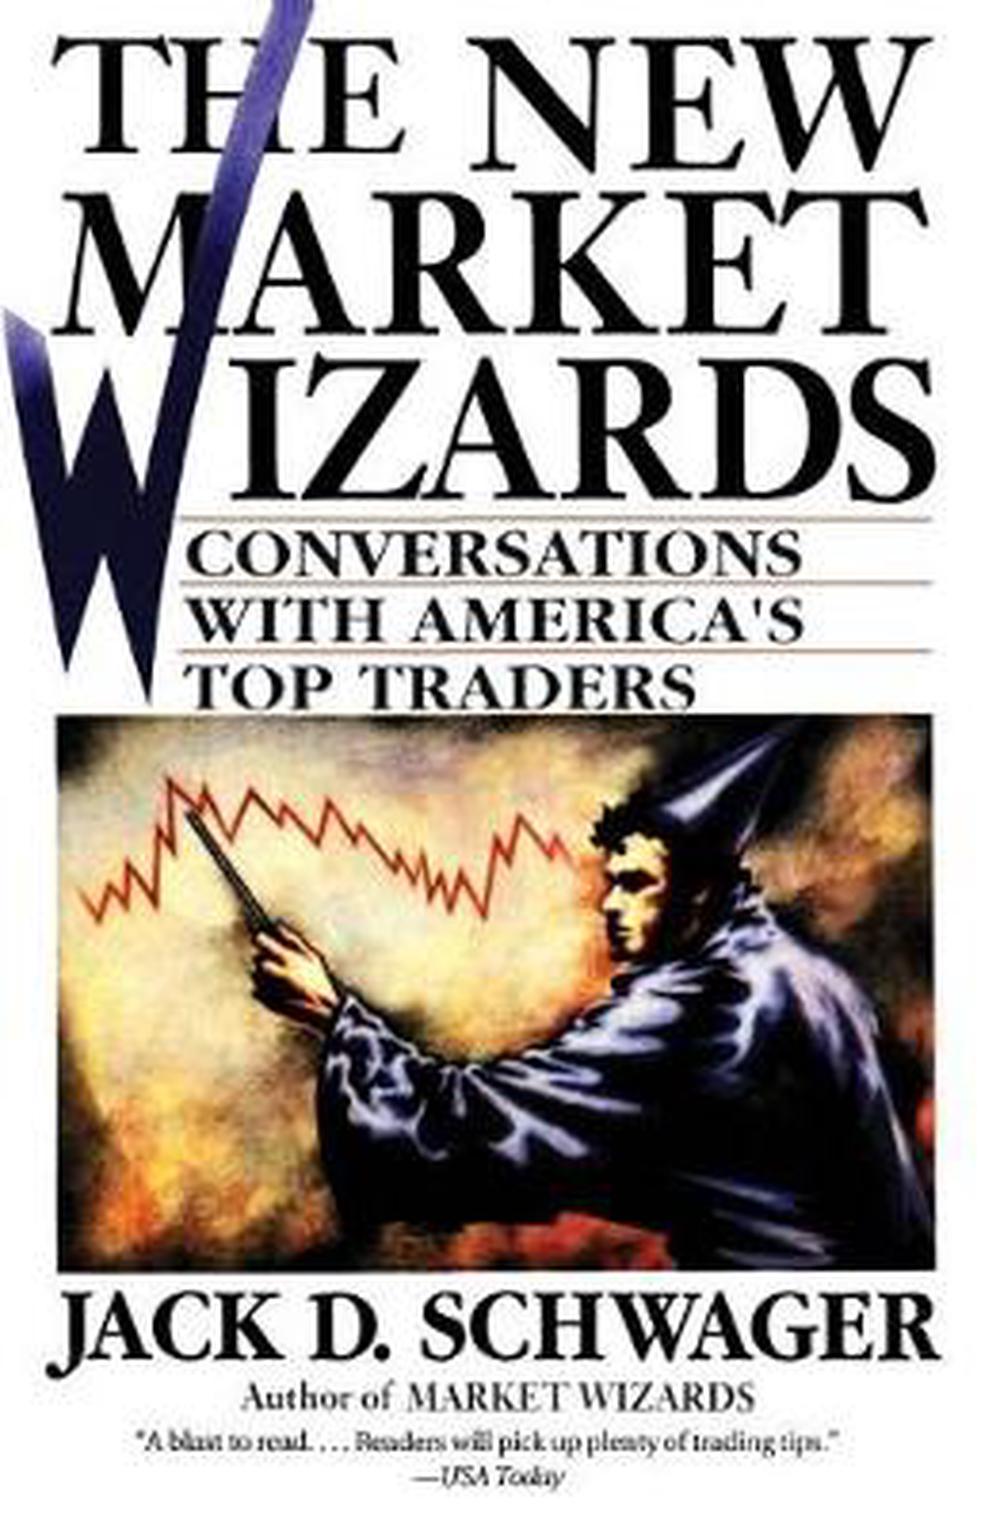 THE NEW
MARKET
WIZARDS
CONVERSATIONS
WITH AMERICA'S
TOP TRADERS
JACK D. SCHWAGER
Author of MARKET WIZARDS
"A blast to read. . . . Readers will pick up plenty of trading tips."
—USA Today